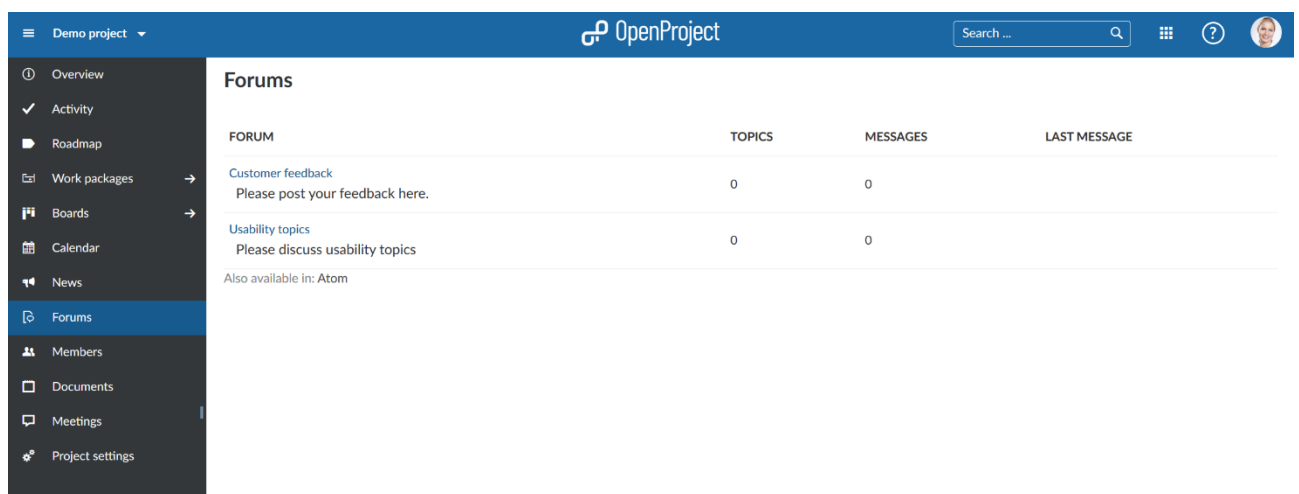 Demo project
OpenProject
Search ...
Overview
Activity
Roadmap
Work packages
Boards
Calendar
News
Forums
Members
Documents
Meetings
Project settings
Forums
FORUM TOPICS MESSAGES LAST MESSAGE
Customer feedback
Please post your feedback here.
0 0
Usability topics
Please discuss usability topics
0 0
Also available in: Atom